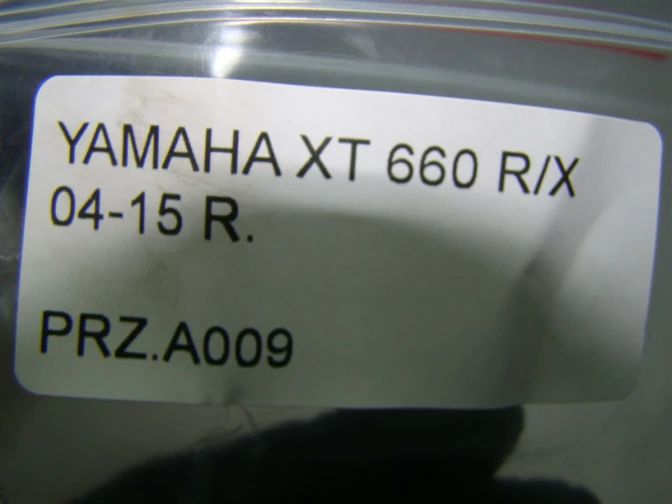 YAMAHA XT 660 R/X
04-15 R.
PRZ.A009